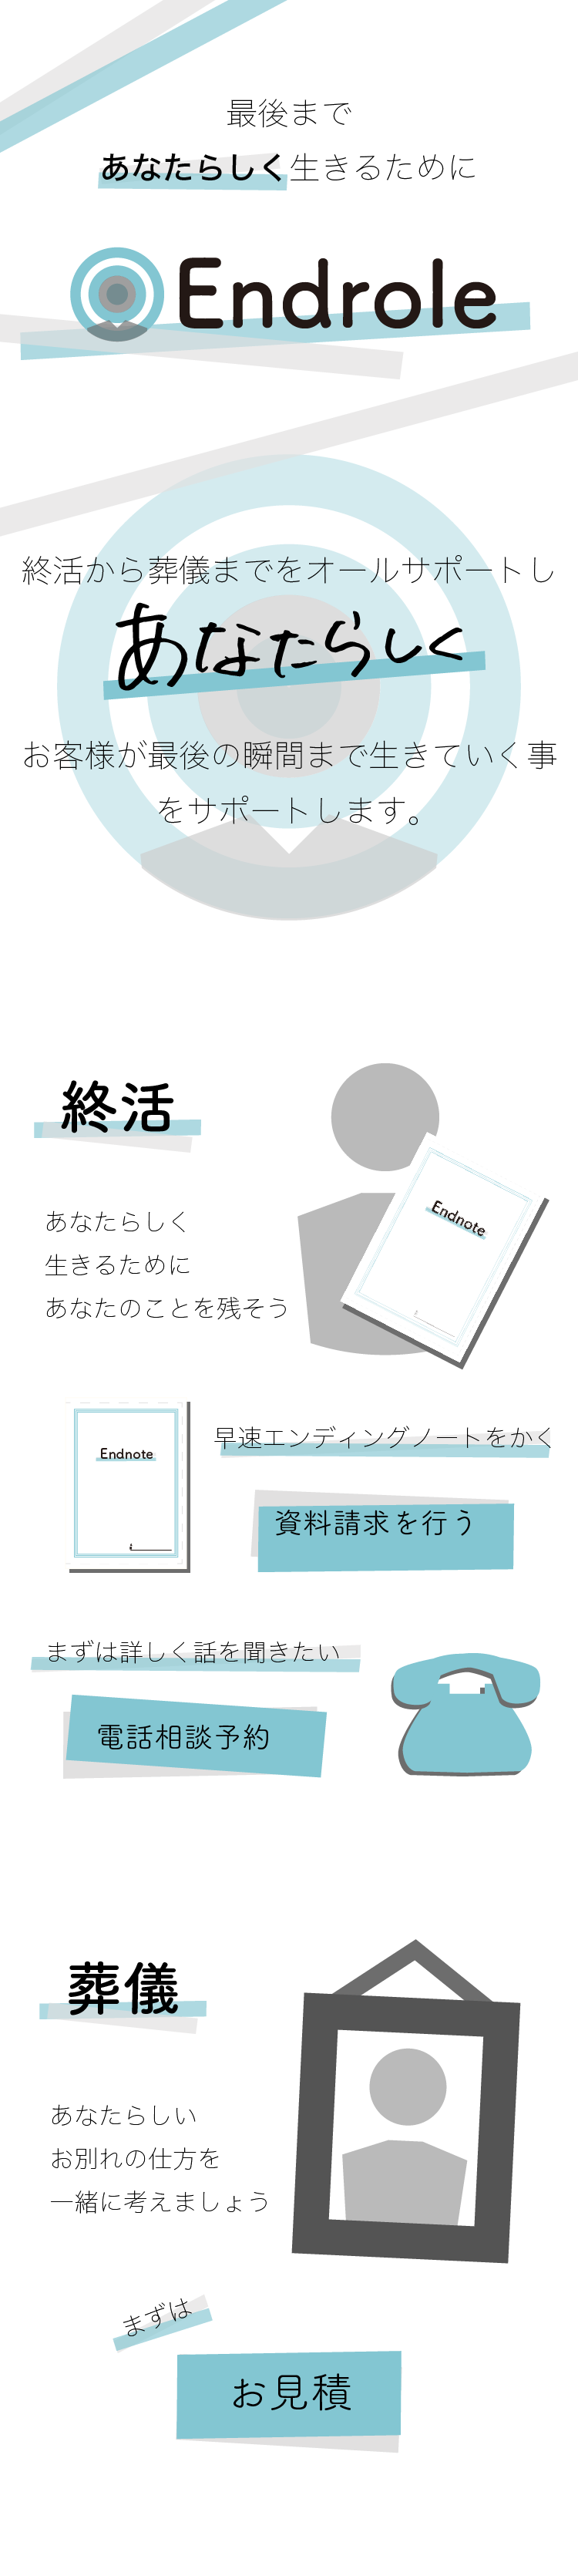 最後まで
あなたらしく生きるために
Endrole
終活から葬儀までをオールサポートし
あなたらしく
お客様が最後の瞬間まで生きていく事
をサポートします。
終活
Endnote
あなたらしく
生きるために
あなたのことを残そう
Endnote
早速エンディングノートをかく
資料請求を行う
まずは詳しく話を聞きたい
電話相談予約
葬儀
あなたらしい
お別れの仕方を
一緒に考えましょう
まずは
お見積